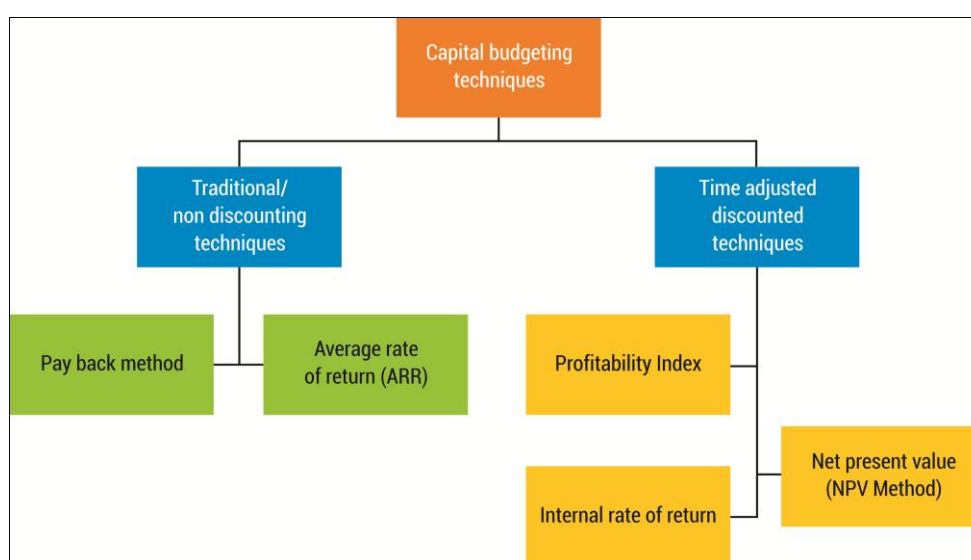 Capital budgeting
techniques
Traditional/
non discounting
techniques
Time adjusted
discounted
techniques
Pay back method
Average rate
of return (ARR)
Profitability Index
Net present value
(NPV Method)
Internal rate of return